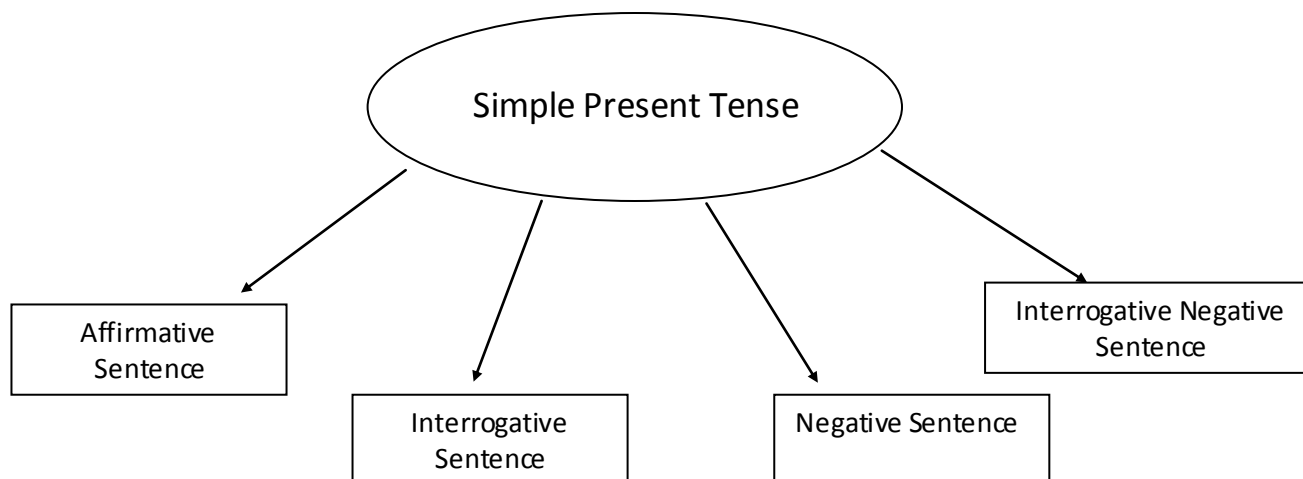 Simple Present Tense
Affirmative
Sentence
Interrogative
Sentence
Negative Sentence
Interrogative Negative
Sentence